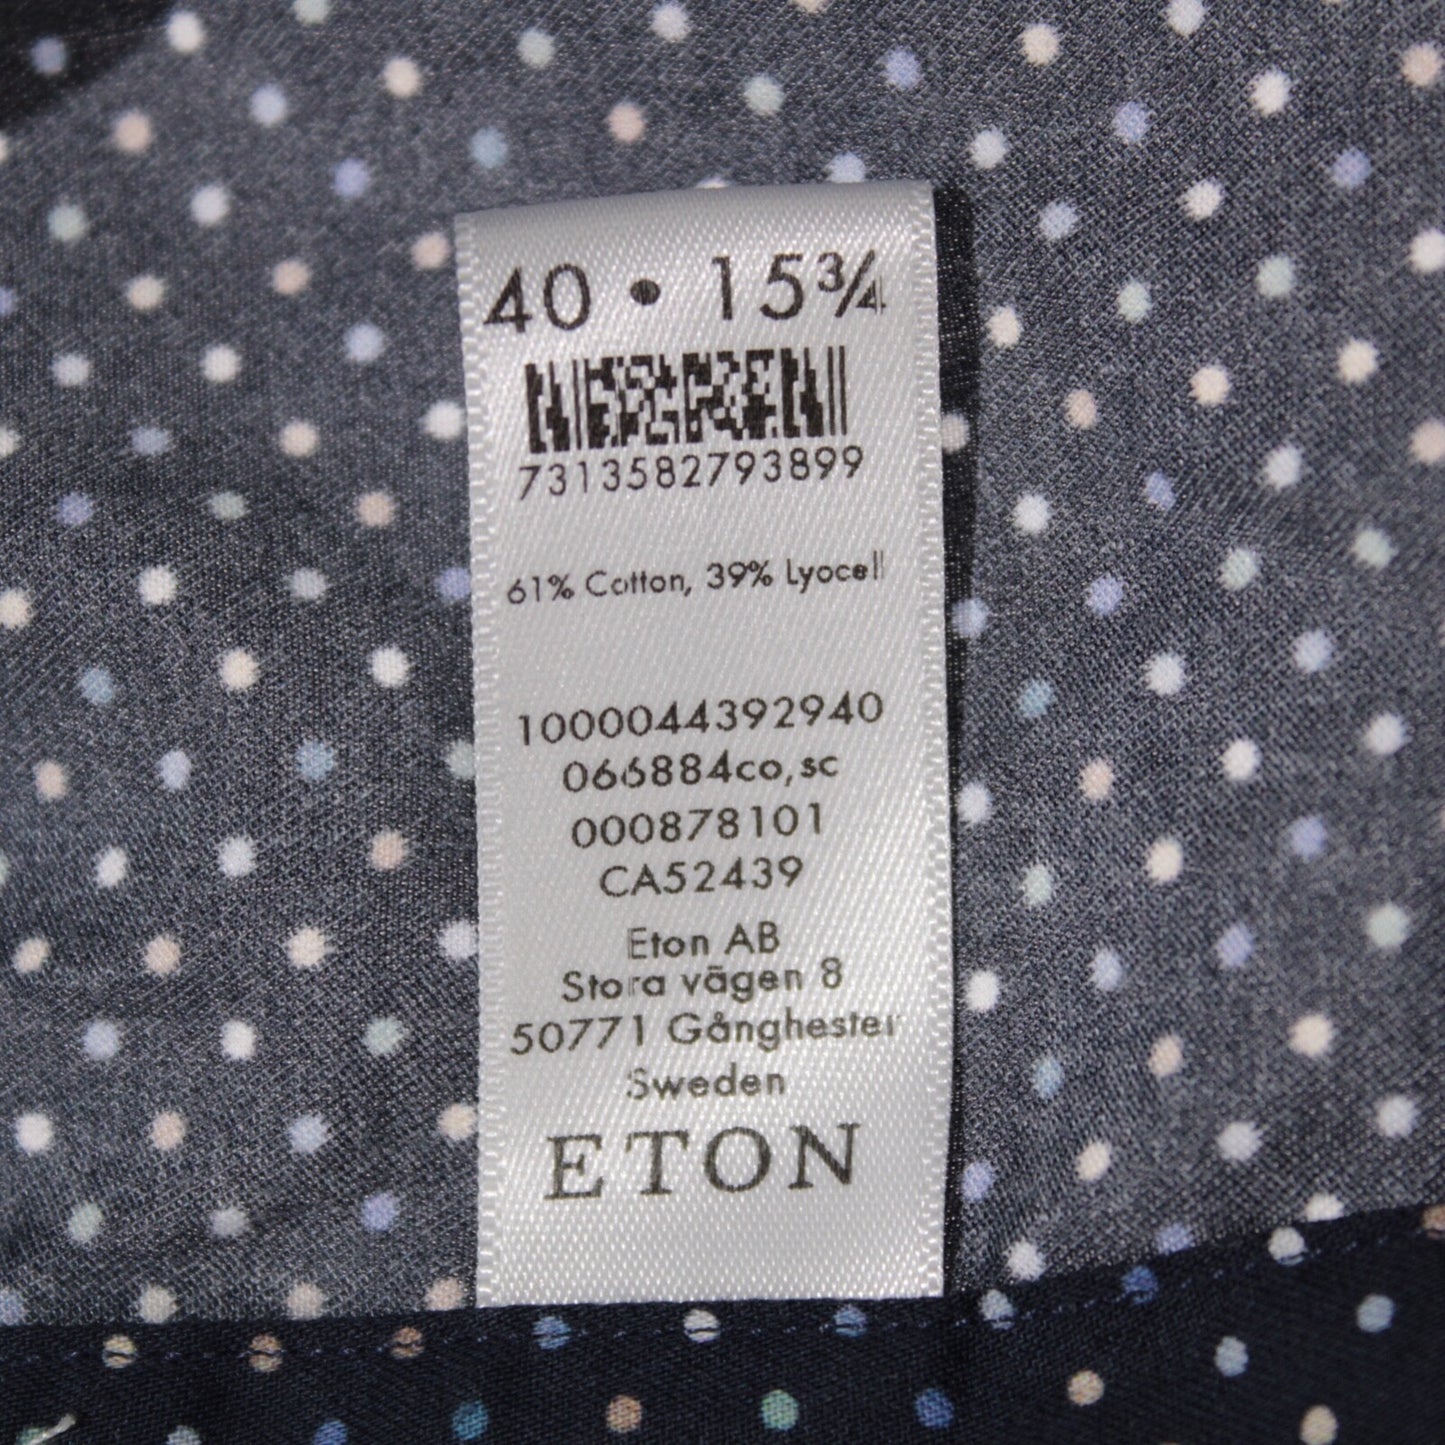 40 • 15¾
7313582793899
61% Cotton, 39% Lyocell
1000044392940
066884co,sc
000878101
CA52439
Eton AB
Stora vägen 8
50771 Gånghester
Sweden
ETON